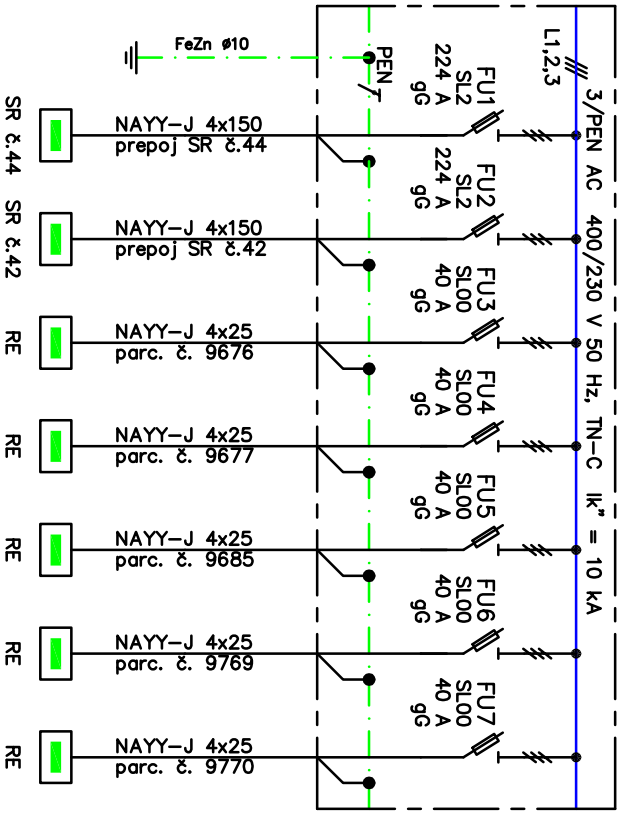 3/PEN AC 400/230 V 50 Hz, TN-C Ik" = 10 kA
L1,2,3
PEN
FeZn ø10
FU1
SL2
224 A
gG
NAYY-J 4x150
prepoj SR č.44
SR č.44
FU2
SL2
224 A
gG
NAYY-J 4x150
prepoj SR č.42
SR č.42
FU3
SL00
40 A
gG
NAYY-J 4x25
parc. č. 9676
RE
FU4
SL00
40 A
gG
NAYY-J 4x25
parc. č. 9677
RE
FU5
SL00
40 A
gG
NAYY-J 4x25
parc. č. 9685
RE
FU6
SL00
40 A
gG
NAYY-J 4x25
parc. č. 9769
RE
FU7
SL00
40 A
gG
NAYY-J 4x25
parc. č. 9770
RE